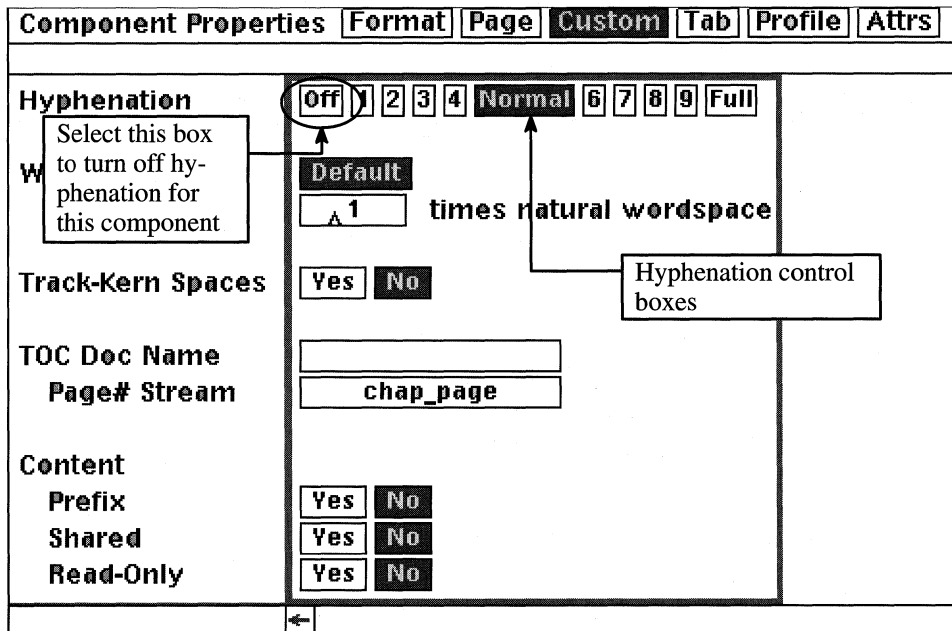 Component Properties Format Page Custom Tab Profile Attrs
Hyphenation Off 1 2 3 4 Normal 6 7 8 9 Full
Select this box
to turn off hy-
phenation for
this component
W Default
1 times natural wordspace
Hyphenation control
boxes
Track-Kern Spaces Yes No
TOC Doc Name
Page# Stream chap_page
Content
Prefix Yes No
Shared Yes No
Read-Only Yes No